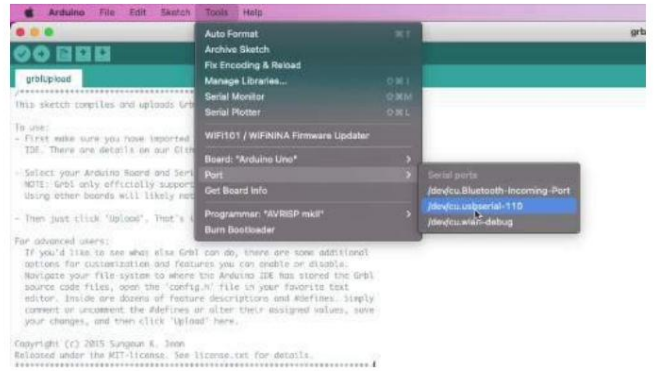 Arduino File Edit Sketch Tools Help
grb
grblUpload
Auto Format ⌘T
Archive Sketch
Fix Encoding & Reload
Manage Libraries... ⇧⌘I
Serial Monitor ⇧⌘M
Serial Plotter ⇧⌘L
WiFi101 / WiFiNINA Firmware Updater
Board: "Arduino Uno"
Port
Get Board Info
Programmer: "AVRISP mkII"
Burn Bootloader
Serial ports
/dev/cu.Bluetooth-Incoming-Port
/dev/cu.usbserial-110
/dev/cu.wlan-debug
This sketch compiles and uploads Grb
To use:
- First make sure you have imported
IDE. There are details on our Gith
- Select your Arduino Board and Seri
NOTE: Grbl only officially support
Using other boards will likely not
- Then just click 'Upload'. That's i
For advanced users:
If you'd like to see what else Grbl can do, there are some additional
options for customization and features you can enable or disable.
Navigate your file system to where the Arduino IDE has stored the Grbl
source code files, open the 'config.h' file in your favorite text
editor. Inside are dozens of feature descriptions and #defines. Simply
comment or uncomment the #defines or alter their assigned values, save
your changes, and then click 'Upload' here.
Copyright (c) 2015 Sungeun K. Jeon
Released under the MIT-license. See license.txt for details.